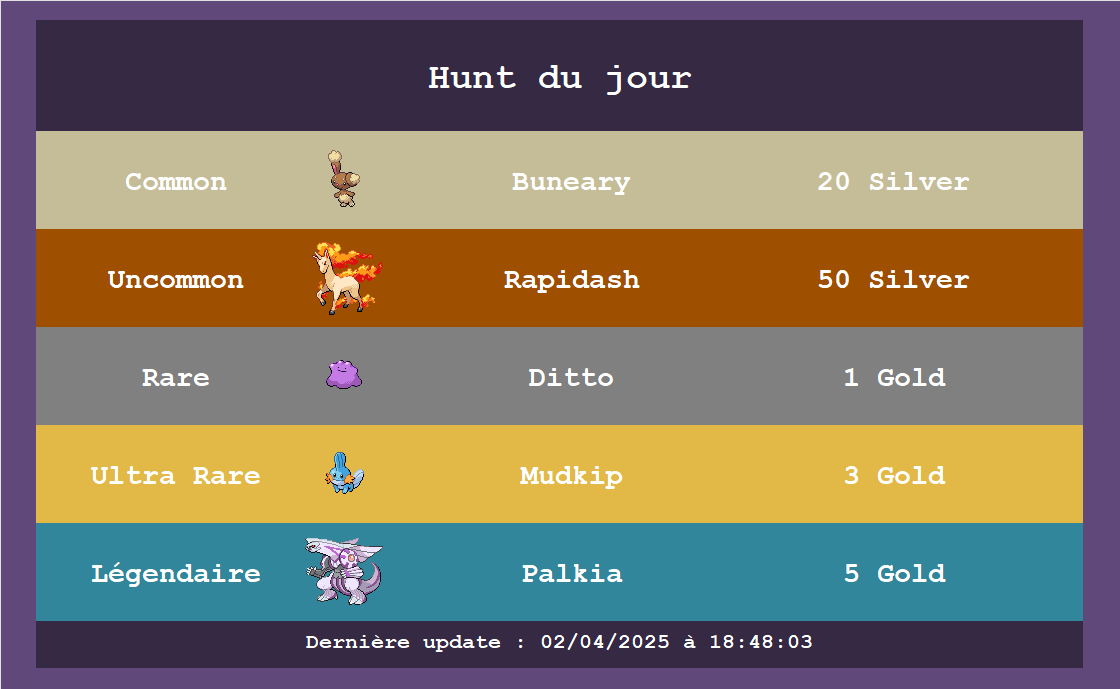 Hunt du jour
Common Buneary 20 Silver
Uncommon Rapidash 50 Silver
Rare Ditto 1 Gold
Ultra Rare Mudkip 3 Gold
Légendaire Palkia 5 Gold
Dernière update : 02/04/2025 à 18:48:03